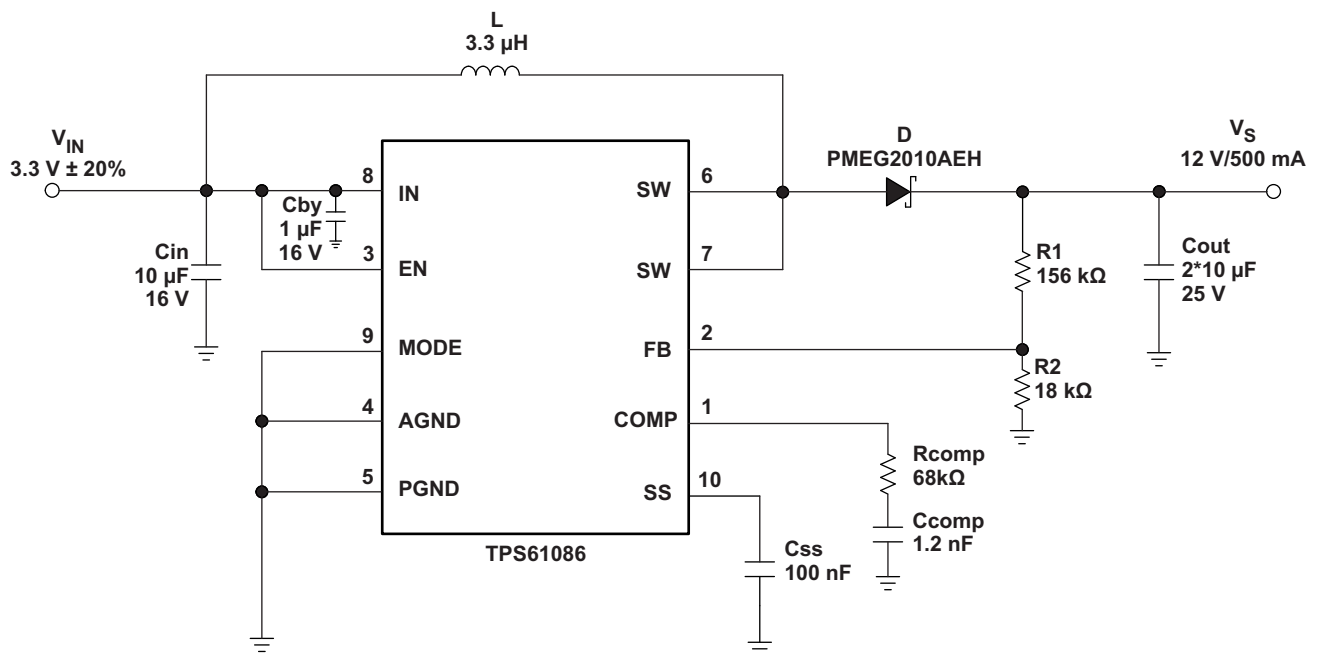 L
3.3 µH
V_IN
3.3 V ± 20%
D
PMEG2010AEH
V_S
12 V/500 mA
8
IN
SW
6
Cby
1 µF
16 V
3
EN
SW
7
Cin
10 µF
16 V
R1
156 kΩ
Cout
2*10 µF
25 V
9
MODE
FB
2
R2
18 kΩ
4
AGND
COMP
1
Rcomp
68kΩ
5
PGND
SS
10
Ccomp
1.2 nF
TPS61086
Css
100 nF